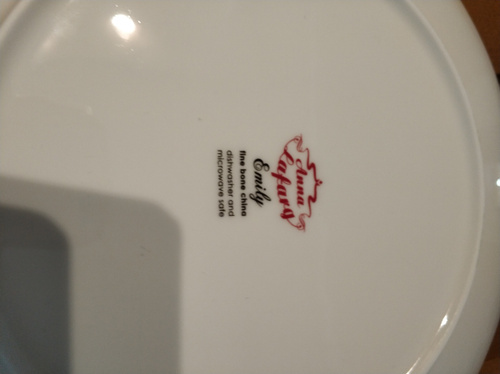 Anna
Lafarg
Emily
fine bone china
dishwasher and
microwave safe